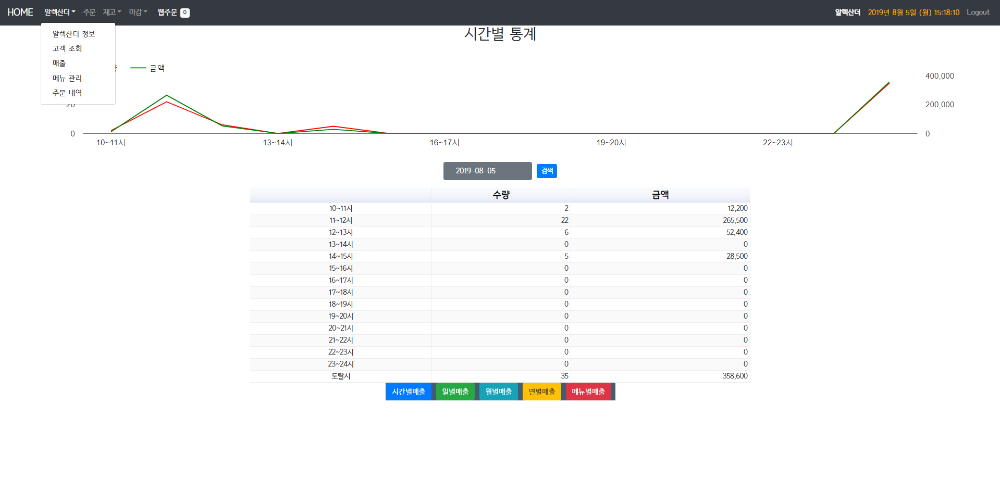 HOME 알렉산더 주문 재고 마감 웹주문 0 알렉산더 2019년 8월 5일 (월) 15:18:10 Logout
알렉산더 정보
고객 조회
매출
메뉴 관리
주문 내역
시간별 통계
금액
400,000
20 200,000
0 0
10~11시 13~14시 16~17시 19~20시 22~23시
2019-08-05 검색
수량 금액
10~11시 2 12,200
11~12시 22 265,500
12~13시 6 52,400
13~14시 0 0
14~15시 5 28,500
15~16시 0 0
16~17시 0 0
17~18시 0 0
18~19시 0 0
19~20시 0 0
20~21시 0 0
21~22시 0 0
22~23시 0 0
23~24시 0 0
토탈시 35 358,600
시간별매출 일별매출 월별매출 연별매출 메뉴별매출